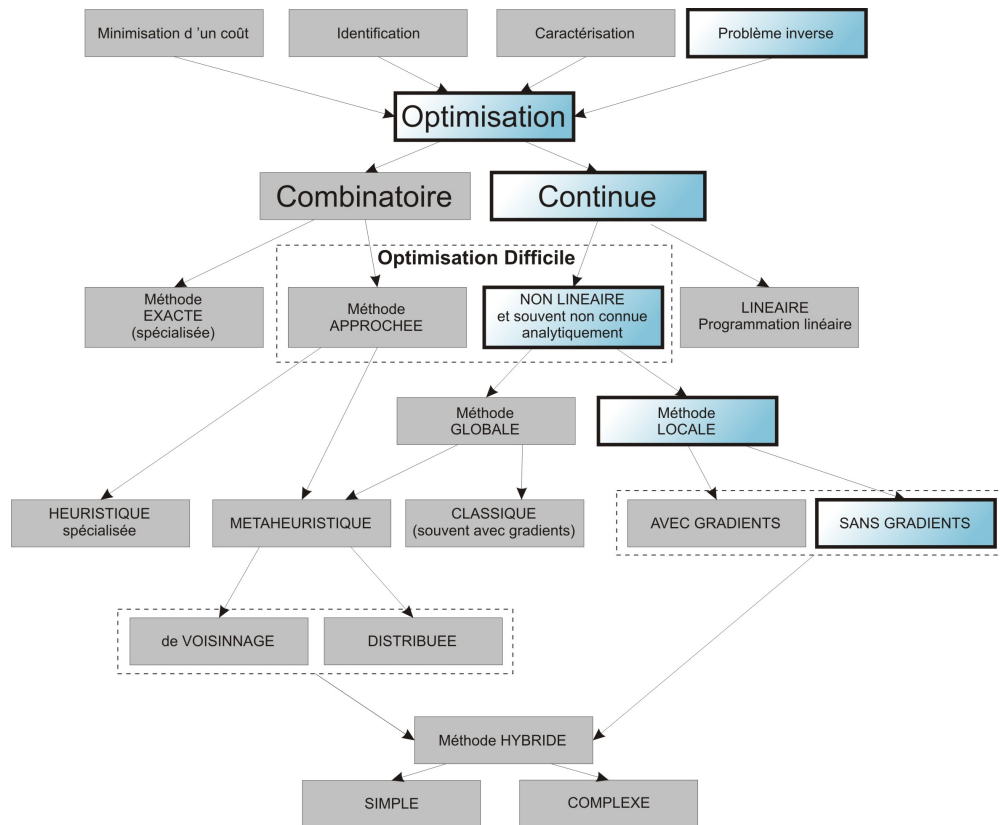 Minimisation d 'un coût
Identification
Caractérisation
Problème inverse
Optimisation
Combinatoire
Continue
Optimisation Difficile
Méthode
EXACTE
(spécialisée)
Méthode
APPROCHEE
NON LINEAIRE
et souvent non connue
analytiquement
LINEAIRE
Programmation linéaire
Méthode
GLOBALE
Méthode
LOCALE
HEURISTIQUE
spécialisée
METAHEURISTIQUE
CLASSIQUE
(souvent avec gradients)
AVEC GRADIENTS
SANS GRADIENTS
de VOISINNAGE
DISTRIBUEE
Méthode HYBRIDE
SIMPLE
COMPLEXE